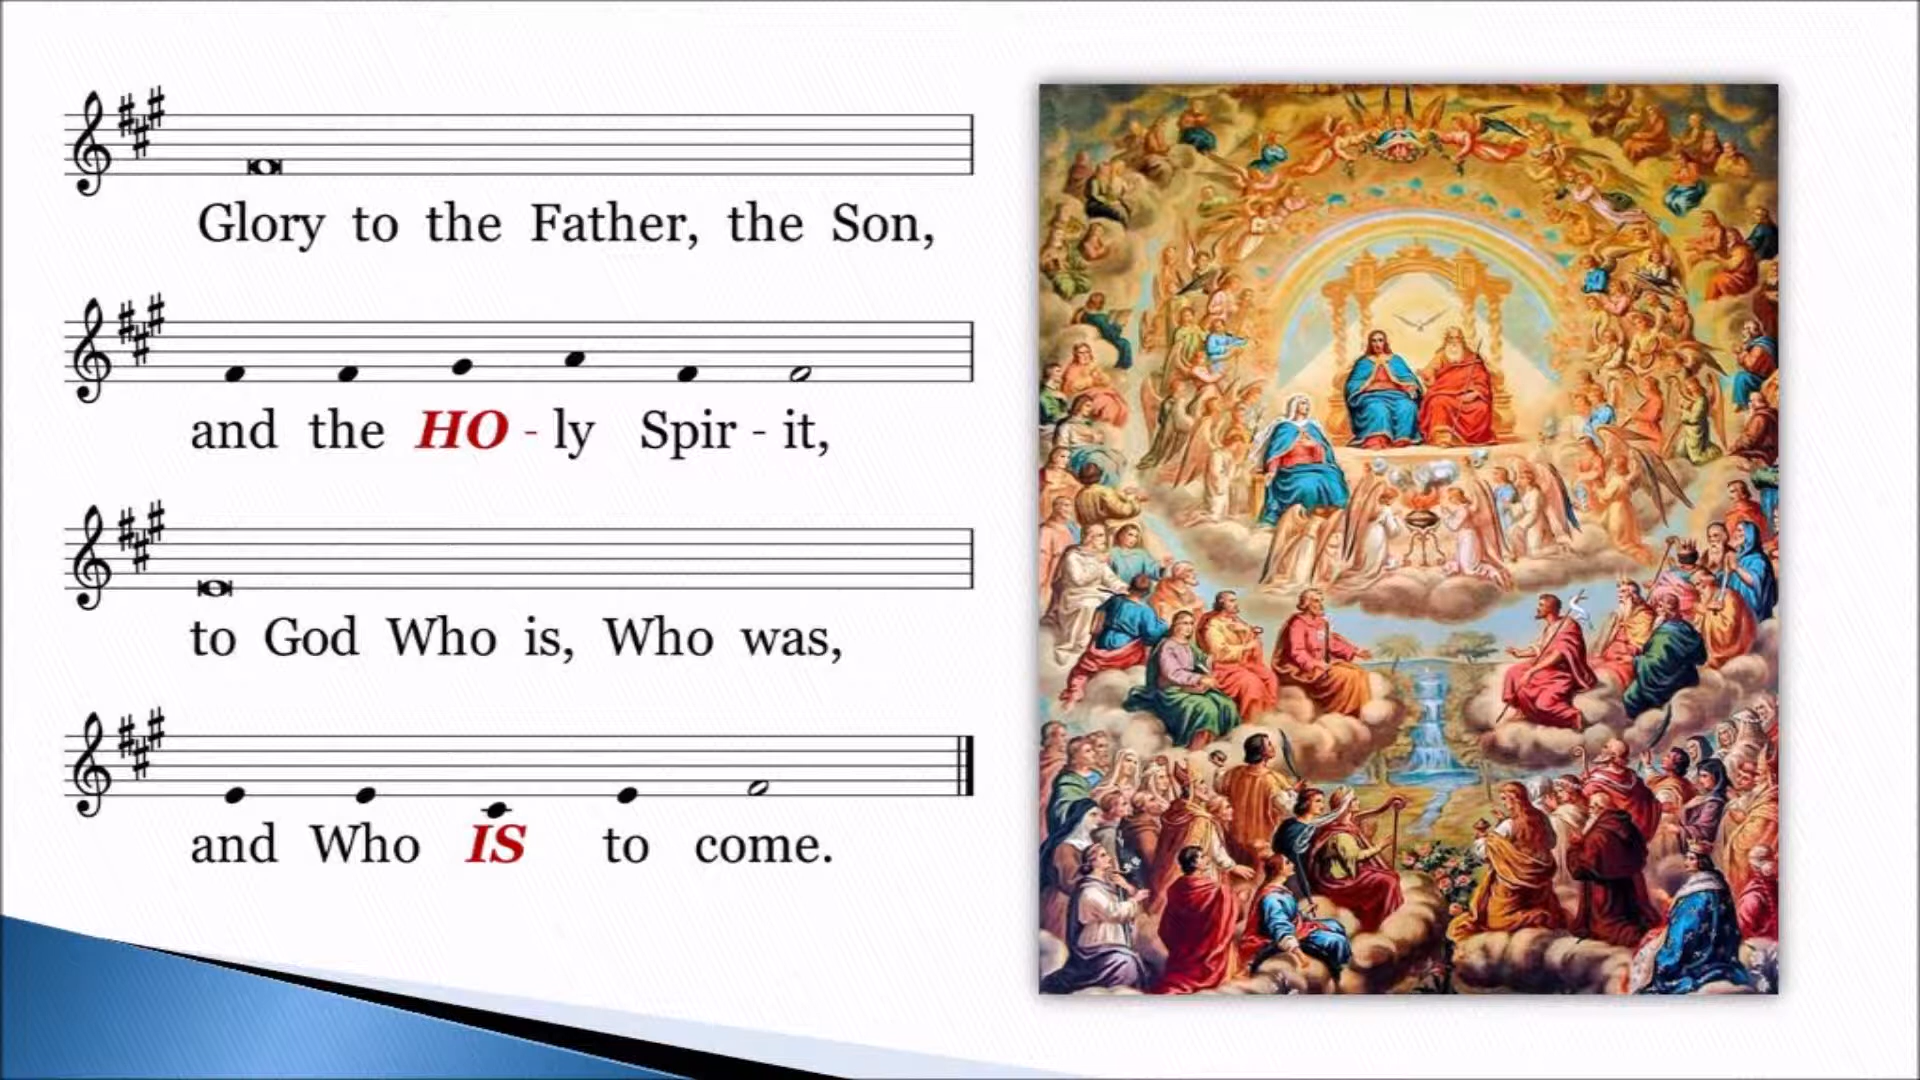 Glory to the Father, the Son,
and the HO - ly Spir - it,
to God Who is, Who was,
and Who IS to come.